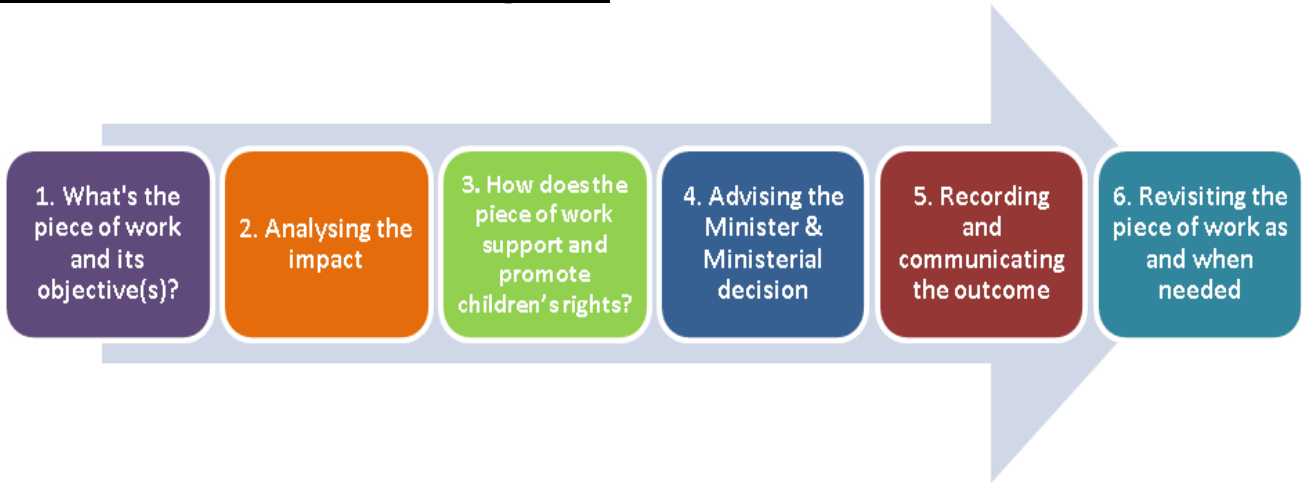 1. What's the
piece of work
and its
objective(s)?
2. Analysing the
impact
3. How does the
piece of work
support and
promote
children's rights?
4. Advising the
Minister &
Ministerial
decision
5. Recording
and
communicating
the outcome
6. Revisiting the
piece of work as
and when
needed